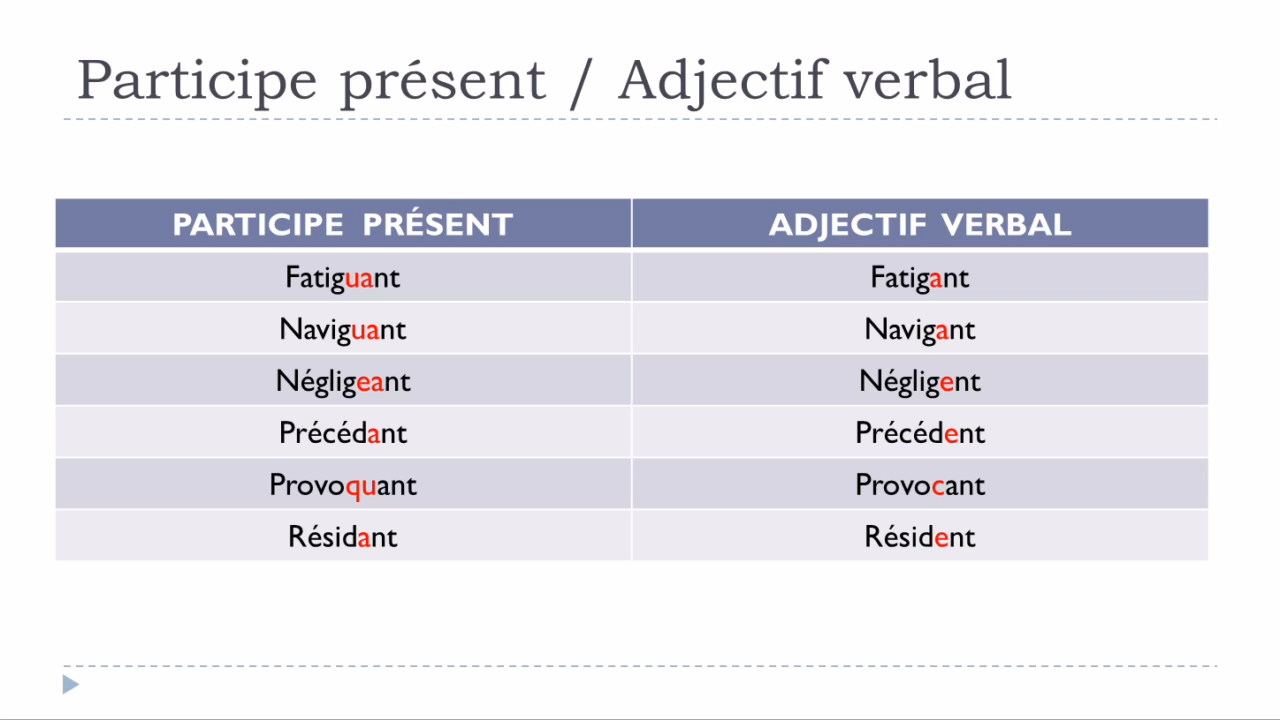 Participe présent / Adjectif verbal
PARTICIPE PRÉSENT ADJECTIF VERBAL
Fatiguant Fatigant
Naviguant Navigant
Négligeant Négligent
Précédant Précédent
Provoquant Provocant
Résidant Résident